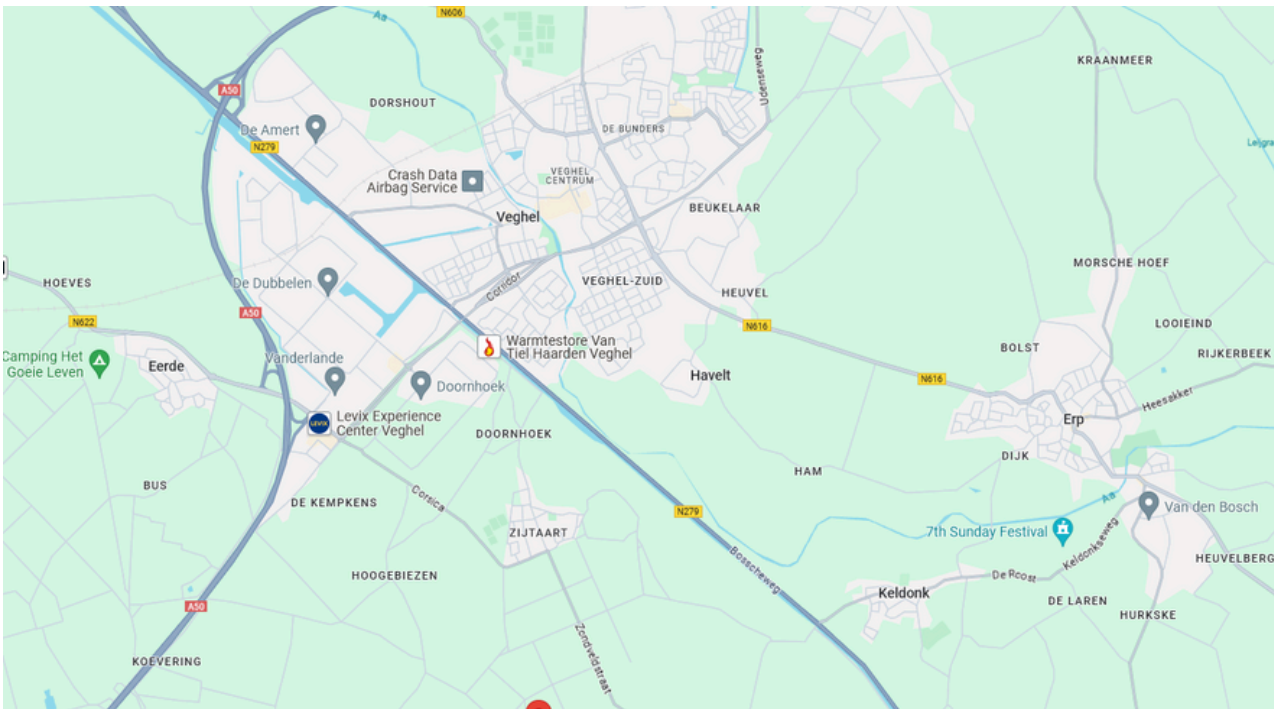 N606
Aa
KRAANMEER
A50
DORSHOUT
Udenseweg
De Amert
DE BUNDERS
N279
Crash Data
Airbag Service
VEGHEL
CENTRUM
Veghel
BEUKELAAR
HOEVES
De Dubbelen
Corridor
VEGHEL-ZUID
HEUVEL
MORSCHE HOEF
A50
N622
N616
LOOIEIND
Camping Het
Goeie Leven
Eerde
Vanderlande
Warmtestore Van
Tiel Haarden Veghel
Havelt
BOLST
RIJKERBEEK
Doornhoek
N616
Heesakker
Levix Experience
Center Veghel
LEVIX
DOORNHOEK
Erp
BUS
HAM
DIJK
DE KEMPKENS
Corsica
N279
Aa
Van den Bosch
ZIJTAART
7th Sunday Festival
Keldonkseweg
HOOGEBIEZEN
Bosscheweg
HEUVELBERG
Keldonk
De Roost
DE LAREN
A50
HURKSKE
Zondveldstraat
KOEVERING